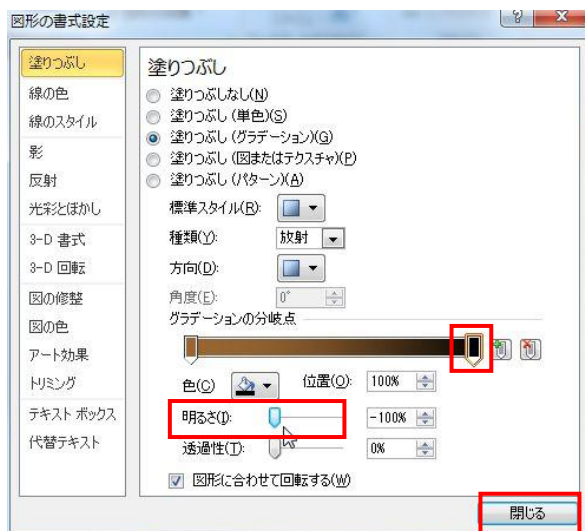 図形の書式設定
塗りつぶし
線の色
線のスタイル
影
反射
光彩とぼかし
3-D 書式
3-D 回転
図の修整
図の色
アート効果
トリミング
テキスト ボックス
代替テキスト
塗りつぶし
塗りつぶしなし(N)
塗りつぶし (単色)(S)
塗りつぶし (グラデーション)(G)
塗りつぶし (図またはテクスチャ)(P)
塗りつぶし (パターン)(A)
標準スタイル(R):
種類(Y): 放射
方向(D):
角度(E): 0°
グラデーションの分岐点
色(C) 位置(O): 100%
明るさ(I): -100%
透過性(T): 0%
図形に合わせて回転する(W)
閉じる